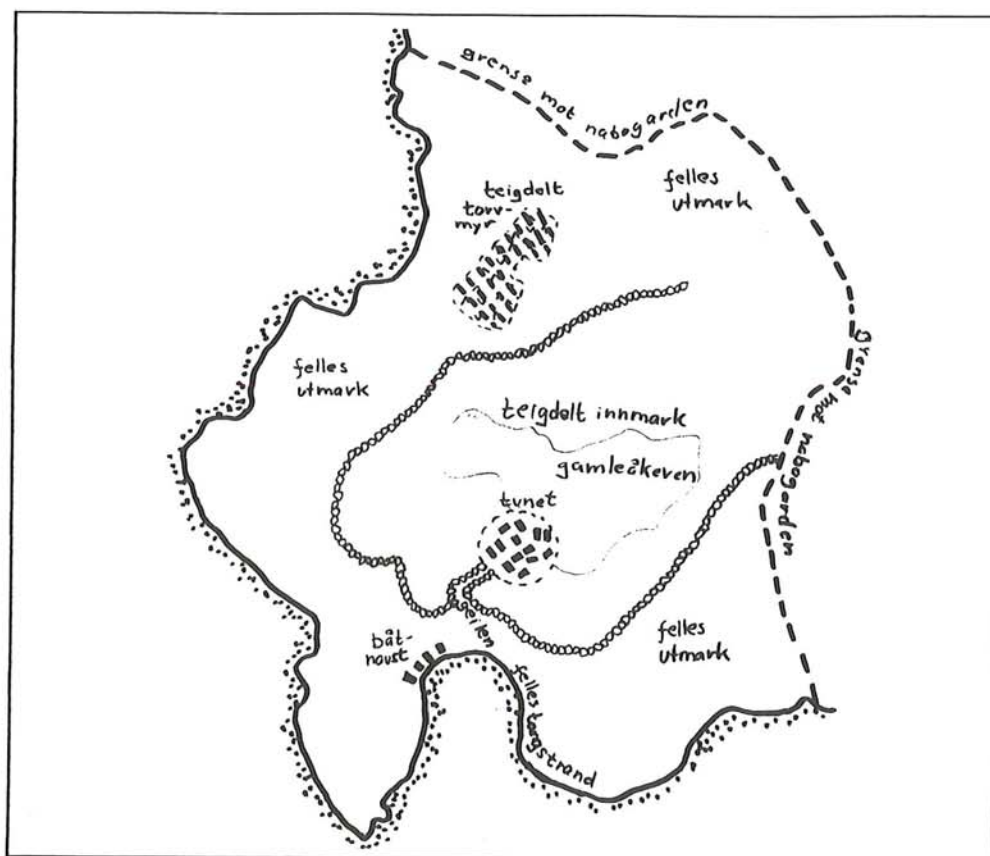 grense mot nabogarden
felles
utmark
teigdelt
torv-
myr
grense mot nabogarden
felles
utmark
teigdelt innmark
gamleåkeren
tunet
geilen
båt-
noust
felles
utmark
felles tangstrand